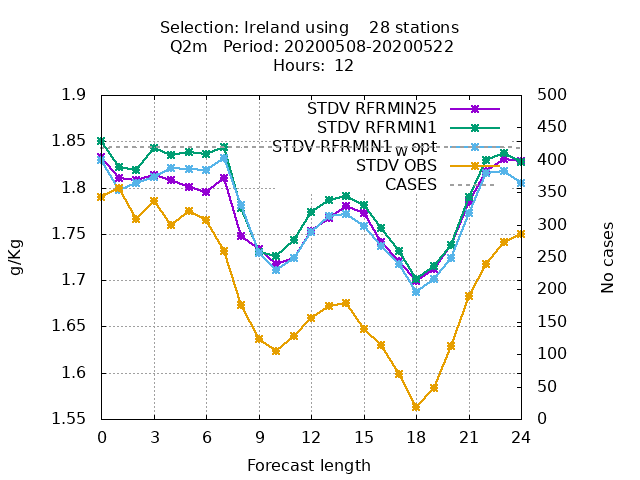 Selection: Ireland using    28 stations
Q2m   Period: 20200508-20200522
Hours:  12
1.9
1.85
1.8
1.75
1.7
1.65
1.6
1.55
500
450
400
350
300
250
200
150
100
50
0
STDV RFRMIN25
STDV RFRMIN1
STDV RFRMIN1_w opt
STDV OBS
CASES
g/Kg
No cases
0 3 6 9 12 15 18 21 24
Forecast length